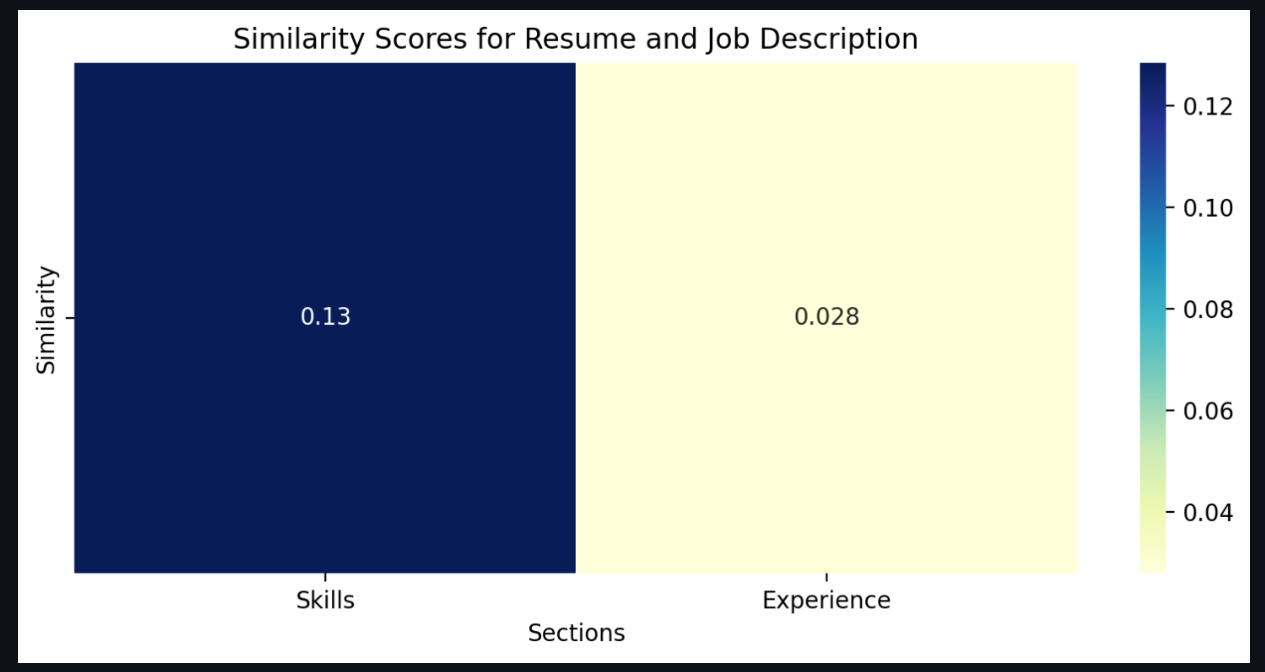 Similarity Scores for Resume and Job Description
Similarity
0.13
0.028
Skills
Experience
Sections
0.12
0.10
0.08
0.06
0.04